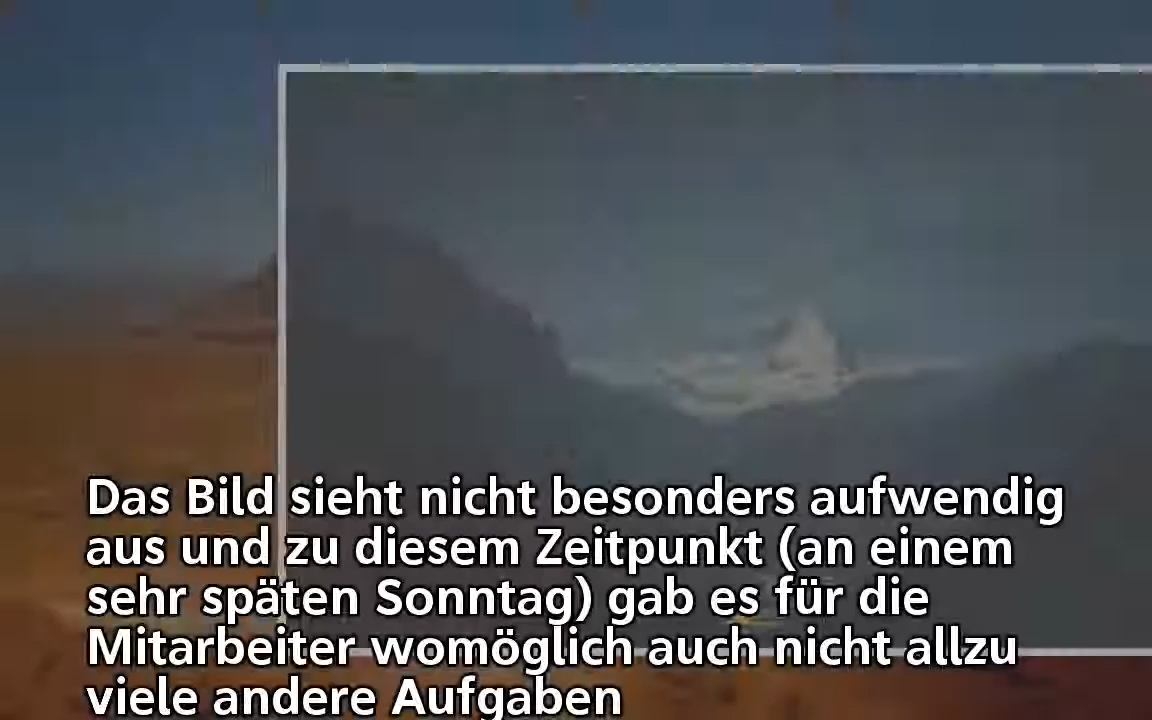 Das Bild sieht nicht besonders aufwendig
aus und zu diesem Zeitpunkt (an einem
sehr späten Sonntag) gab es für die
Mitarbeiter womöglich auch nicht allzu
viele andere Aufgaben